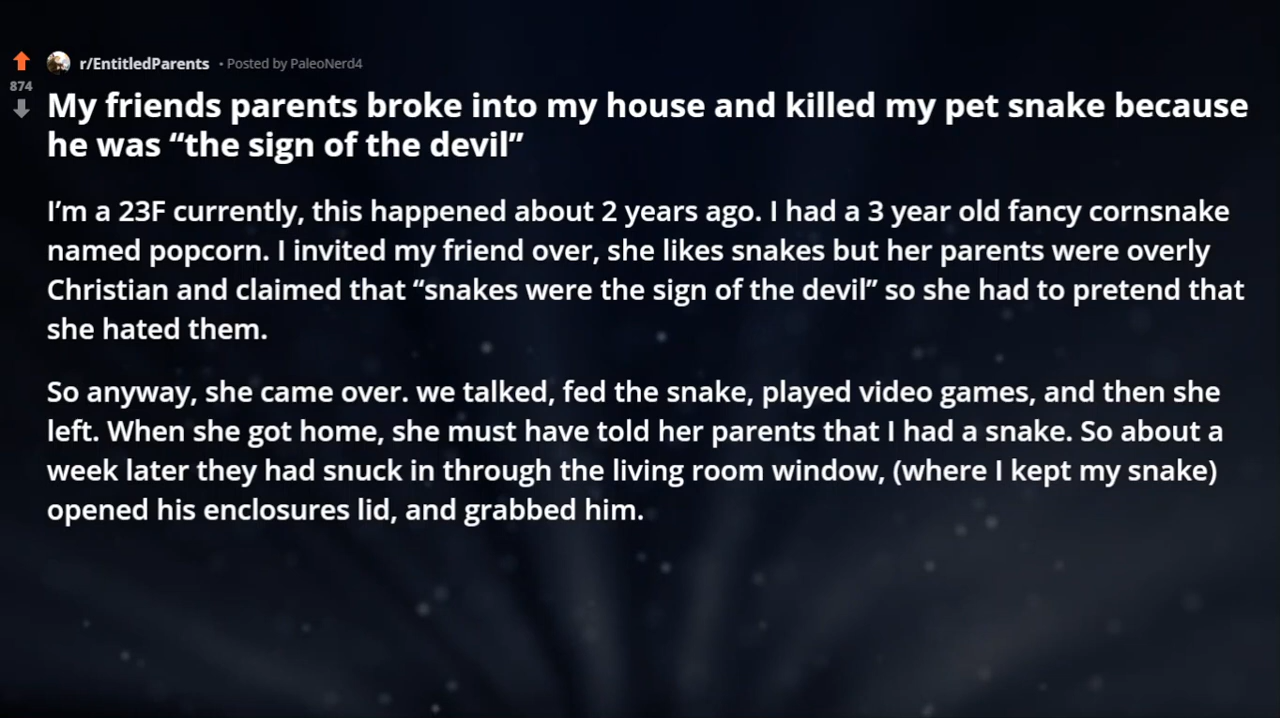 r/EntitledParents • Posted by PaleoNerd4
874
My friends parents broke into my house and killed my pet snake because
he was “the sign of the devil”
I’m a 23F currently, this happened about 2 years ago. I had a 3 year old fancy cornsnake
named popcorn. I invited my friend over, she likes snakes but her parents were overly
Christian and claimed that “snakes were the sign of the devil” so she had to pretend that
she hated them.
So anyway, she came over. we talked, fed the snake, played video games, and then she
left. When she got home, she must have told her parents that I had a snake. So about a
week later they had snuck in through the living room window, (where I kept my snake)
opened his enclosures lid, and grabbed him.